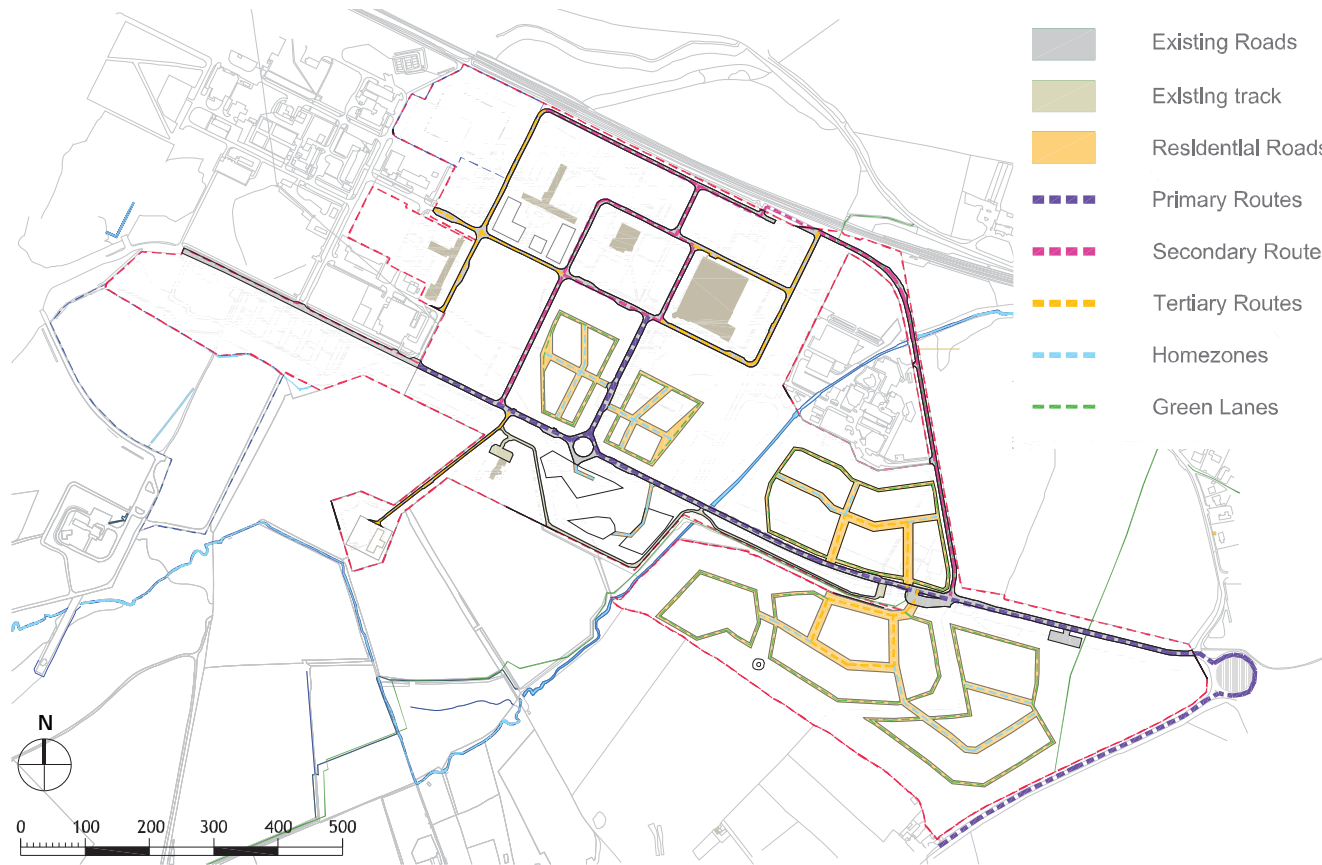 Existing Roads
Existing track
Residential Roads
Primary Routes
Secondary Route
Tertiary Routes
Homezones
Green Lanes
N
0 100 200 300 400 500